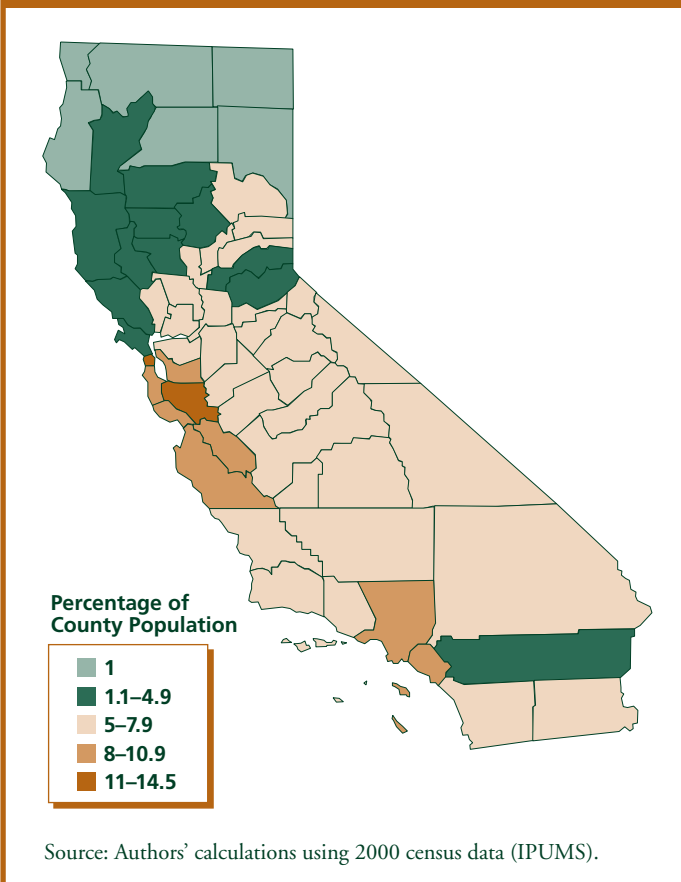 Percentage of
County Population
1
1.1–4.9
5–7.9
8–10.9
11–14.5
Source: Authors’ calculations using 2000 census data (IPUMS).